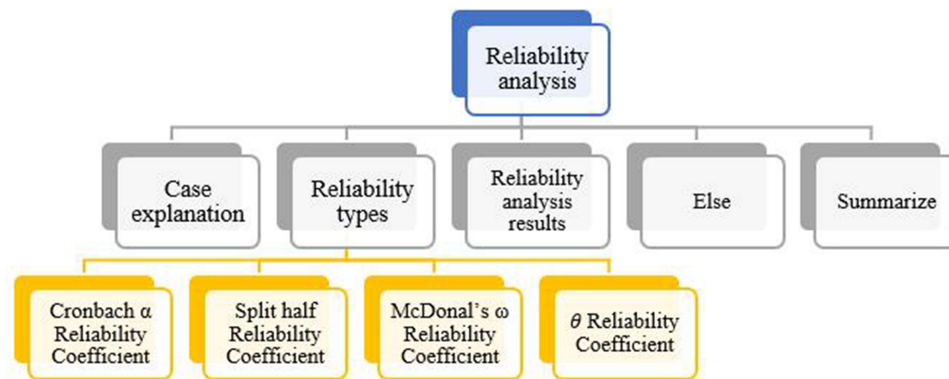 Reliability
analysis
Case
explanation
Reliability
types
Reliability
analysis
results
Else
Summarize
Cronbach α
Reliability
Coefficient
Split half
Reliability
Coefficient
McDonal’s ω
Reliability
Coefficient
θ Reliability
Coefficient